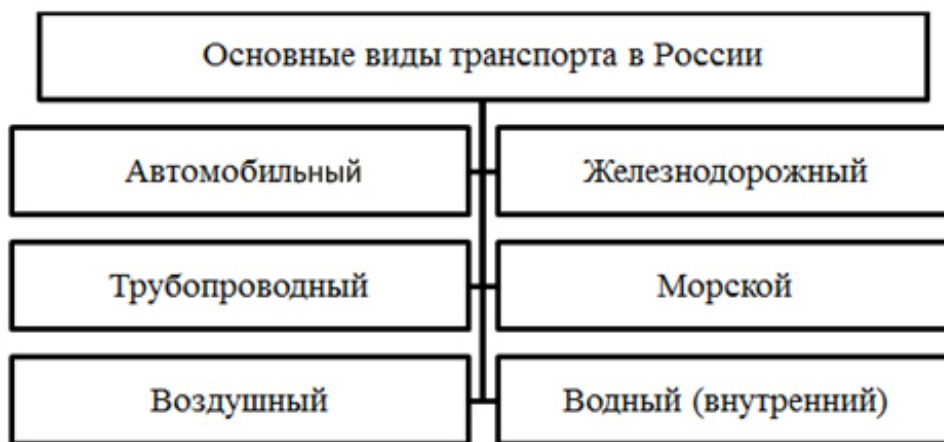 Основные виды транспорта в России
Автомобильный
Железнодорожный
Трубопроводный
Морской
Воздушный
Водный (внутренний)